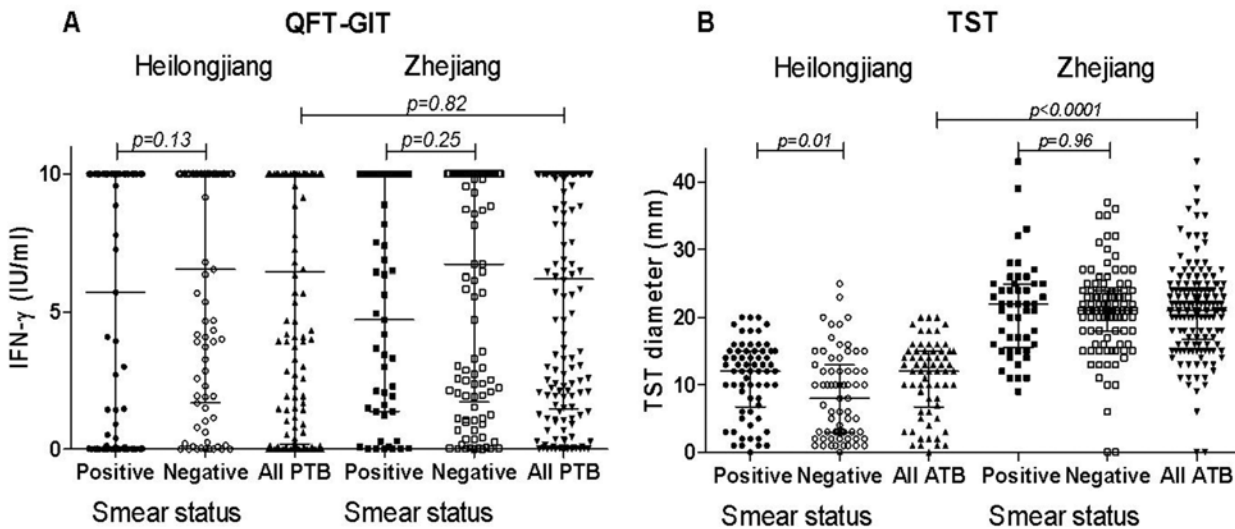 A QFT-GIT
Heilongjiang Zhejiang
p=0.82
p=0.13 p=0.25
IFN-γ (IU/ml)
10
5
0
Positive Negative All PTB Positive Negative All PTB
Smear status Smear status
B TST
Heilongjiang Zhejiang
p<0.0001
p=0.01 p=0.96
TST diameter (mm)
40
30
20
10
0
Positive Negative All ATB Positive Negative All ATB
Smear status Smear status